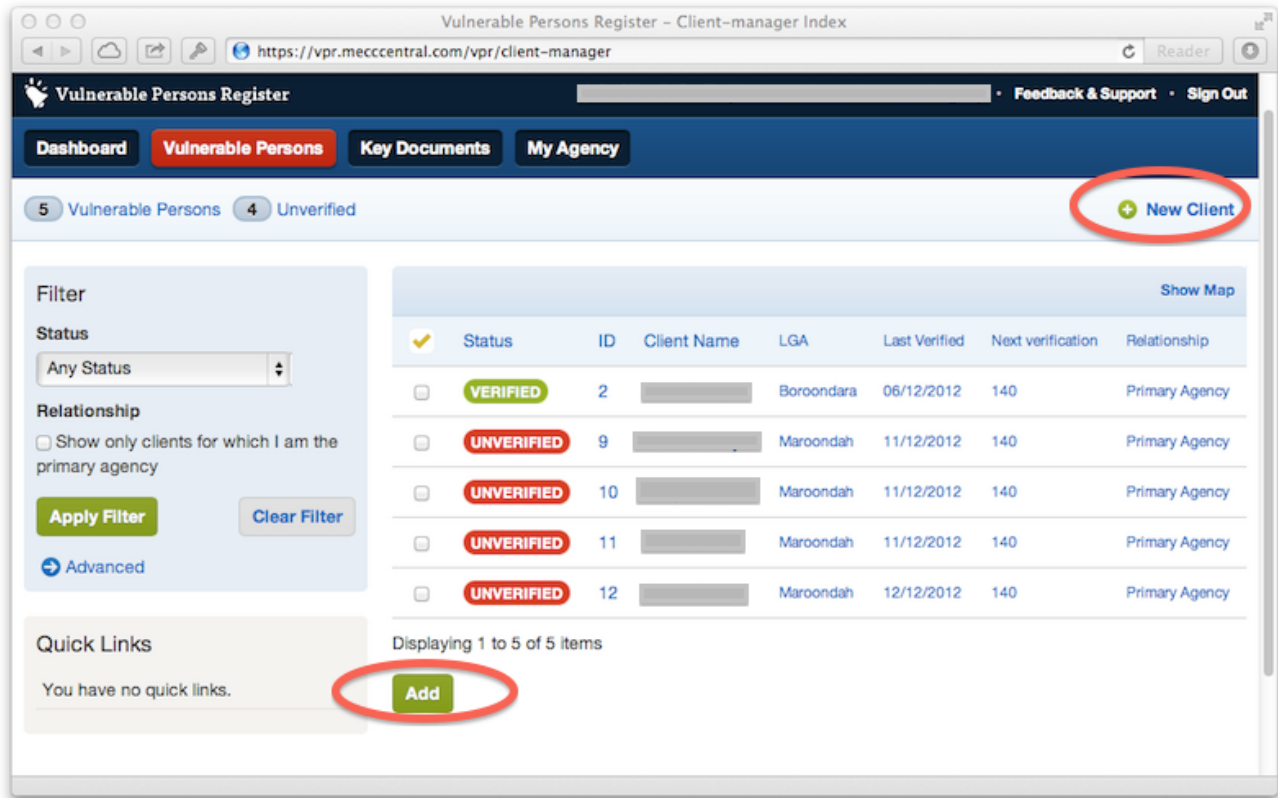 Vulnerable Persons Register – Client-manager Index
https://vpr.mecccentral.com/vpr/client-manager
Reader
Vulnerable Persons Register
• Feedback & Support • Sign Out
Dashboard Vulnerable Persons Key Documents My Agency
5 Vulnerable Persons 4 Unverified
New Client
Filter
Status
Any Status
Relationship
Show only clients for which I am the
primary agency
Apply Filter Clear Filter
Advanced
Quick Links
You have no quick links.
Show Map
Status ID Client Name LGA Last Verified Next verification Relationship
VERIFIED 2 Boroondara 06/12/2012 140 Primary Agency
UNVERIFIED 9 Maroondah 11/12/2012 140 Primary Agency
UNVERIFIED 10 Maroondah 11/12/2012 140 Primary Agency
UNVERIFIED 11 Maroondah 11/12/2012 140 Primary Agency
UNVERIFIED 12 Maroondah 12/12/2012 140 Primary Agency
Displaying 1 to 5 of 5 items
Add